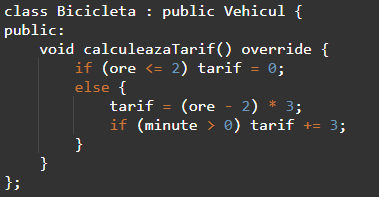 class Bicicleta : public Vehicul {
public:
    void calculeazaTarif() override {
        if (ore <= 2) tarif = 0;
        else {
            tarif = (ore - 2) * 3;
            if (minute > 0) tarif += 3;
        }
    }
};